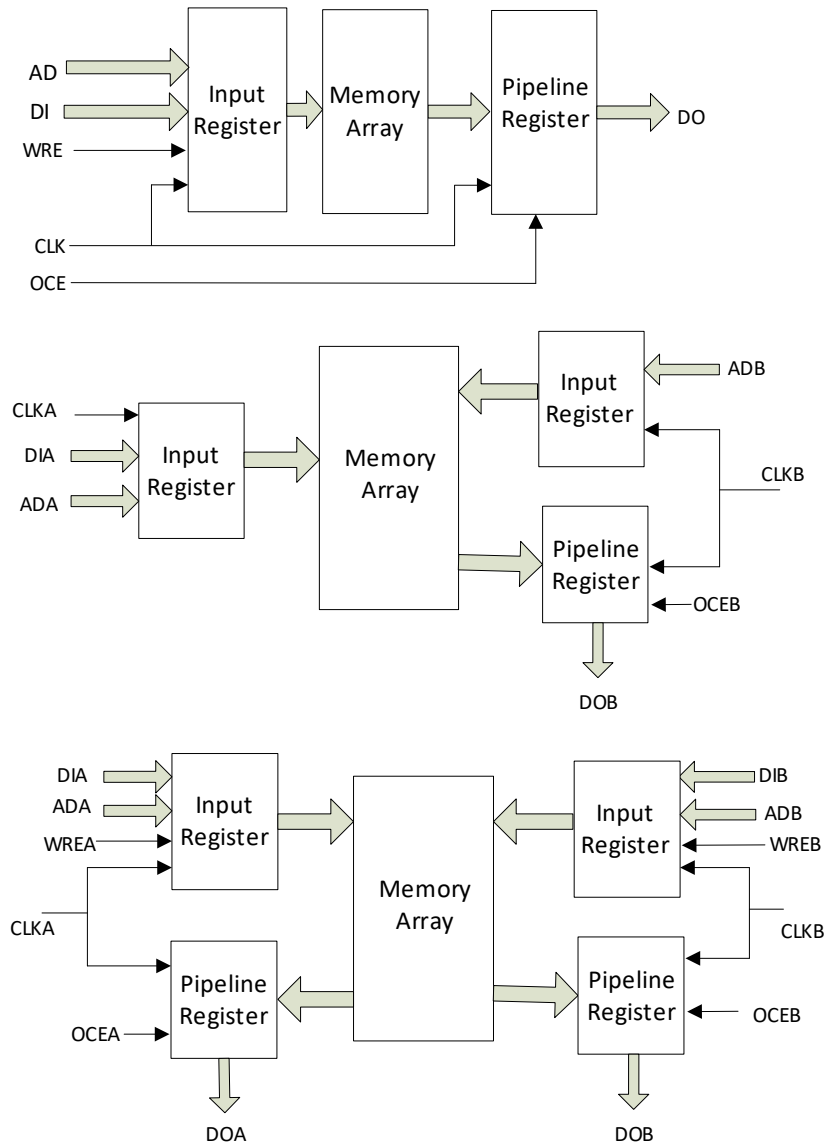 AD
DI
WRE
CLK
OCE
Input
Register
Memory
Array
Pipeline
Register
DO
CLKA
DIA
ADA
Input
Register
Memory
Array
Input
Register
ADB
CLKB
Pipeline
Register
OCEB
DOB
DIA
ADA
WREA
CLKA
OCEA
Input
Register
Pipeline
Register
DOA
Memory
Array
Input
Register
Pipeline
Register
DOB
DIB
ADB
WREB
CLKB
OCEB